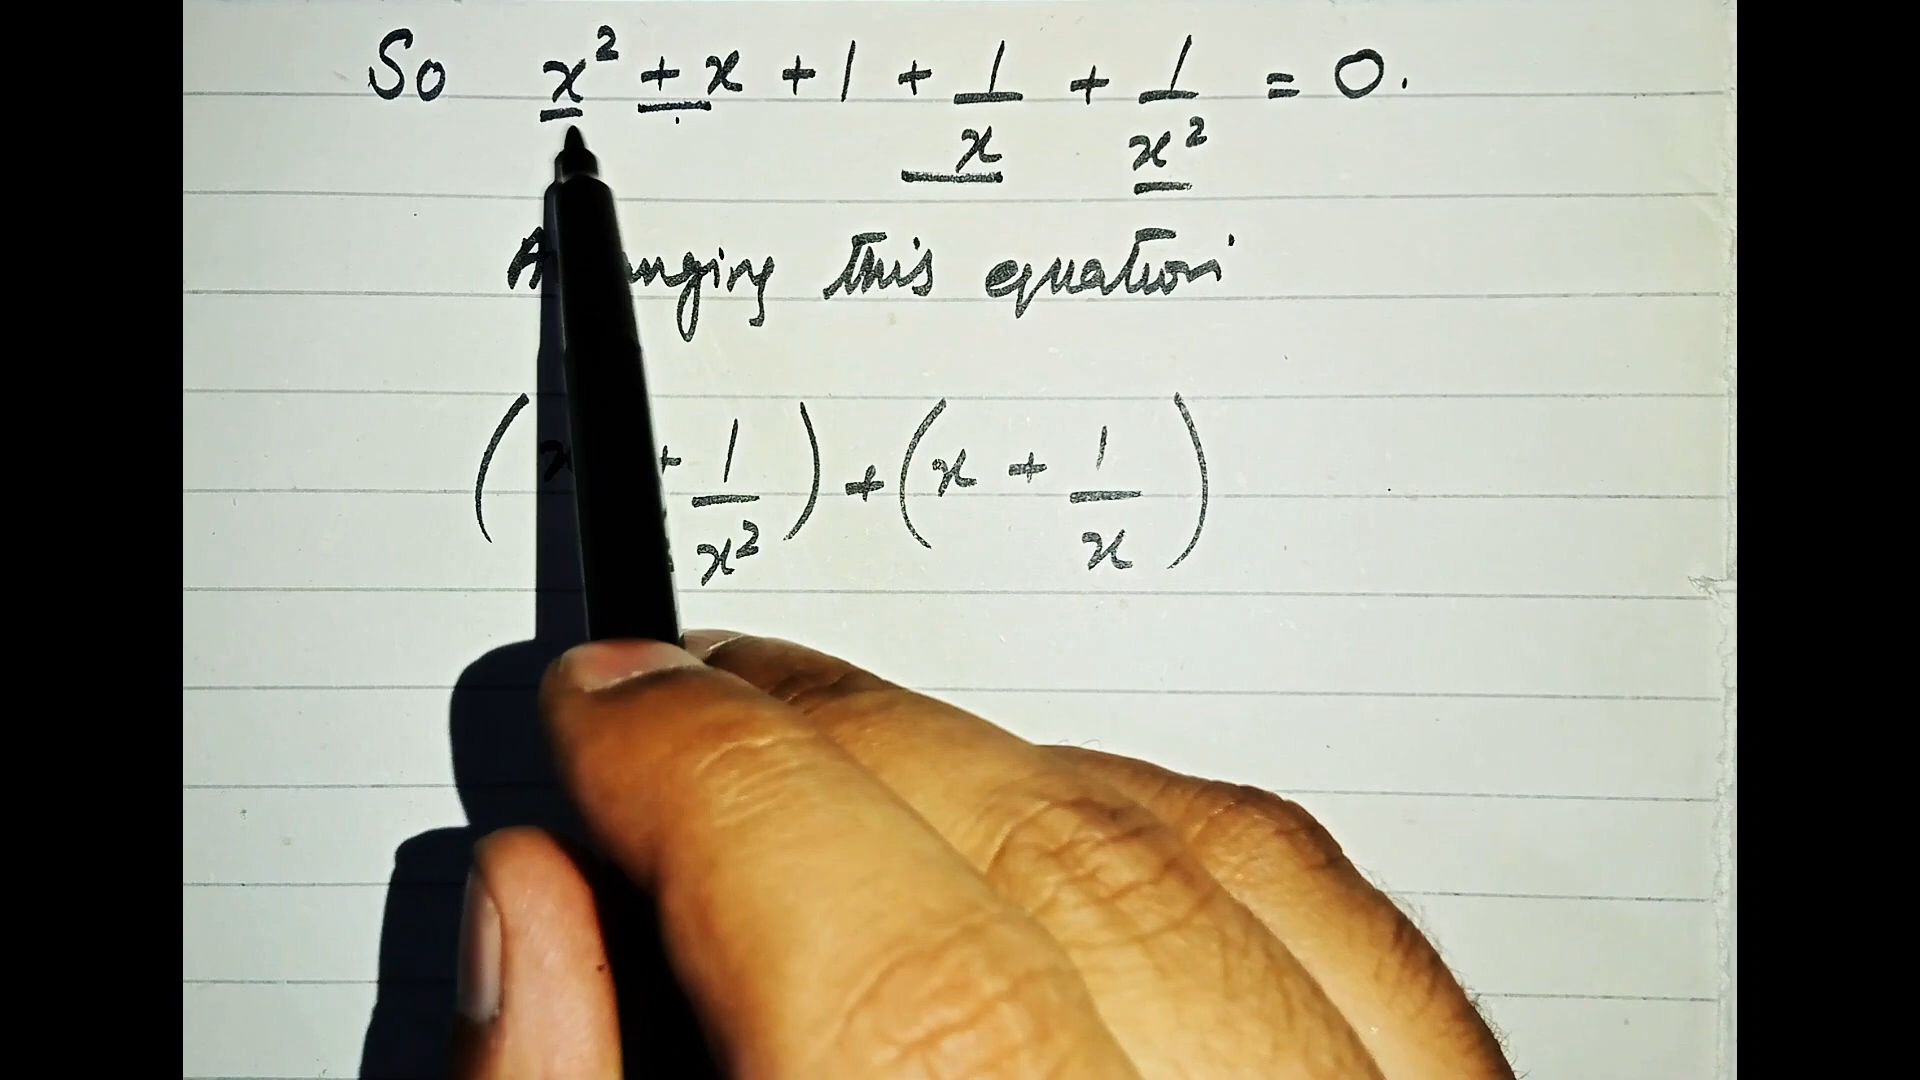 So x² + x + 1 + 1/x + 1/x² = 0.
this equation
( + 1/x²) + (x + 1/x)